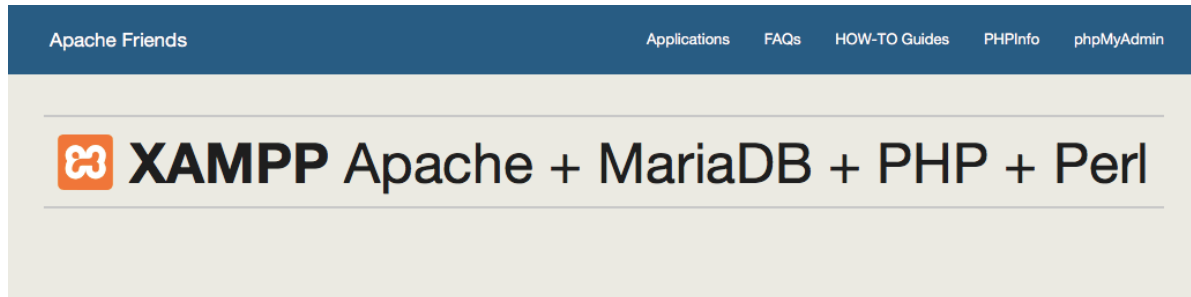 Apache Friends Applications FAQs HOW-TO Guides PHPInfo phpMyAdmin
XAMPP Apache + MariaDB + PHP + Perl